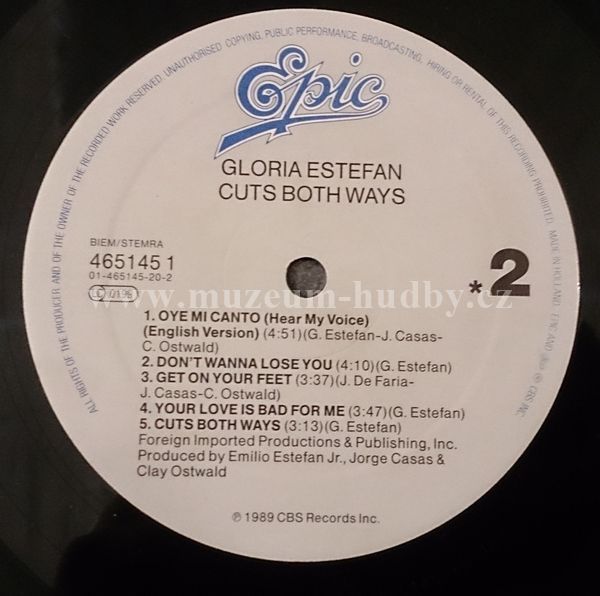 ALL RIGHTS OF THE PRODUCER AND OF THE OWNER OF THE RECORDED WORK RESERVED. UNAUTHORISED COPYING, PUBLIC PERFORMANCE, BROADCASTING, HIRING OR RENTAL OF THIS RECORDING PROHIBITED. MADE IN HOLLAND. EPIC AND ARE ℗ CBS INC.
Epic
GLORIA ESTEFAN
CUTS BOTH WAYS
BIEM/STEMRA
465145 1
01-465145-20-2
LC 0199
*2
www.muzeum-hudby.cz
1. OYE MI CANTO (Hear My Voice)
(English Version) (4:51)(G. Estefan-J. Casas-
C. Ostwald)
2. DON'T WANNA LOSE YOU (4:10)(G. Estefan)
3. GET ON YOUR FEET (3:37)(J. De Faria-
J. Casas-C. Ostwald)
4. YOUR LOVE IS BAD FOR ME (3:47)(G. Estefan)
5. CUTS BOTH WAYS (3:13)(G. Estefan)
Foreign Imported Productions & Publishing, Inc.
Produced by Emilio Estefan Jr., Jorge Casas &
Clay Ostwald
℗ 1989 CBS Records Inc.